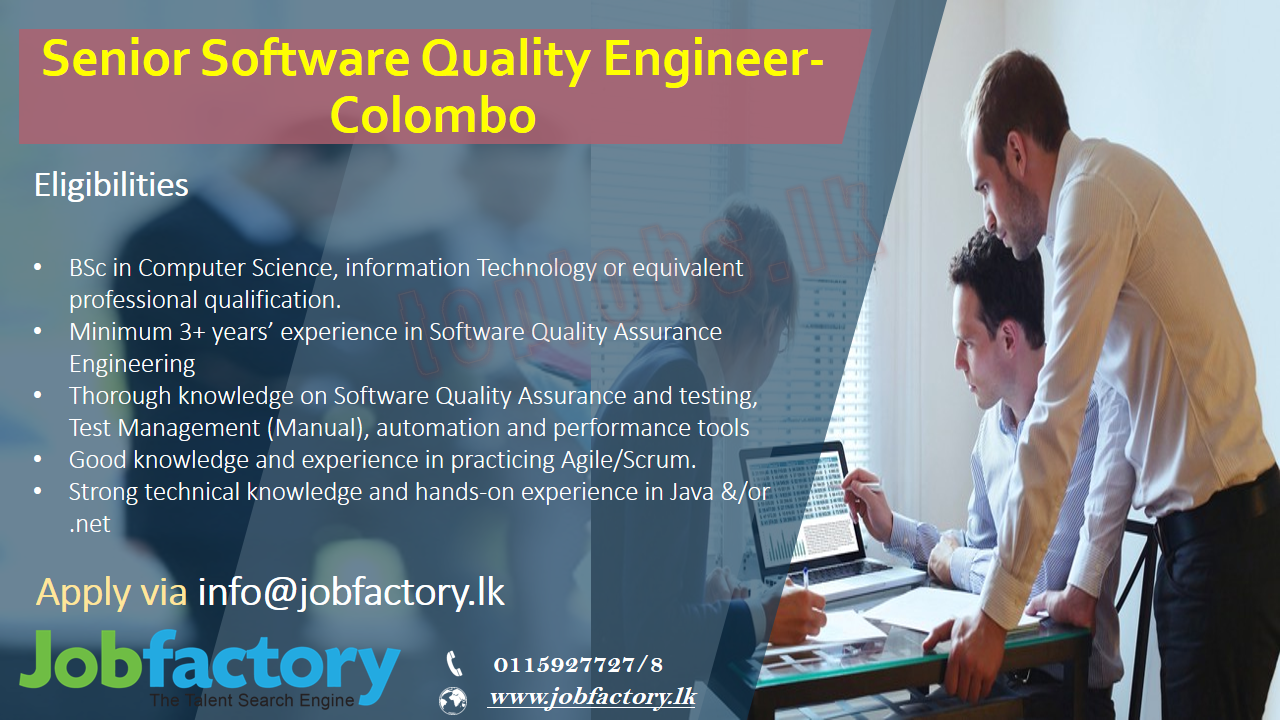 Senior Software Quality Engineer-
Colombo
Eligibilities
• BSc in Computer Science, information Technology or equivalent
professional qualification.
• Minimum 3+ years’ experience in Software Quality Assurance
Engineering
• Thorough knowledge on Software Quality Assurance and testing,
Test Management (Manual), automation and performance tools
• Good knowledge and experience in practicing Agile/Scrum.
• Strong technical knowledge and hands-on experience in Java &/or
.net
Apply via info@jobfactory.lk
Jobfactory
The Talent Search Engine
0115927727/8
www.jobfactory.lk
topjobs.lk